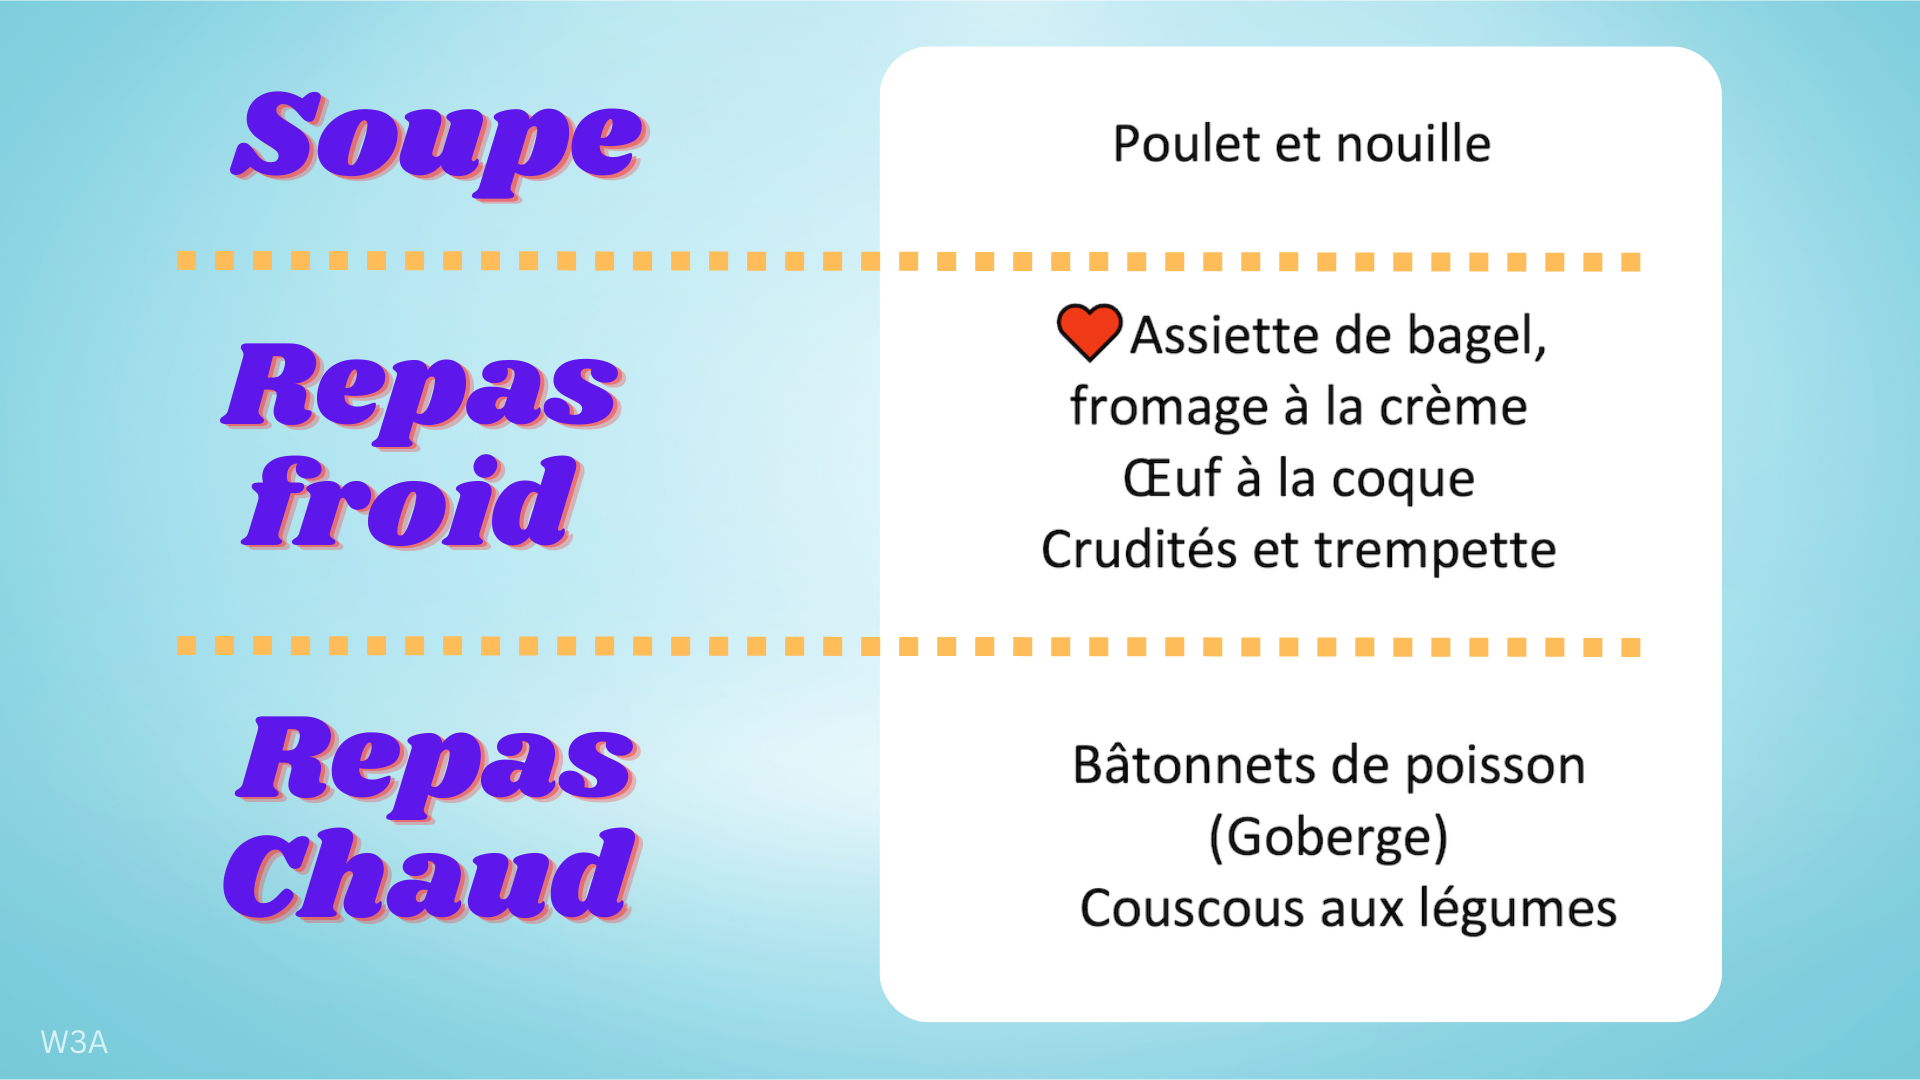 Soupe
Poulet et nouille
Repas
froid
Assiette de bagel,
fromage à la crème
Œuf à la coque
Crudités et trempette
Repas
Chaud
Bâtonnets de poisson
(Goberge)
Couscous aux légumes
W3A